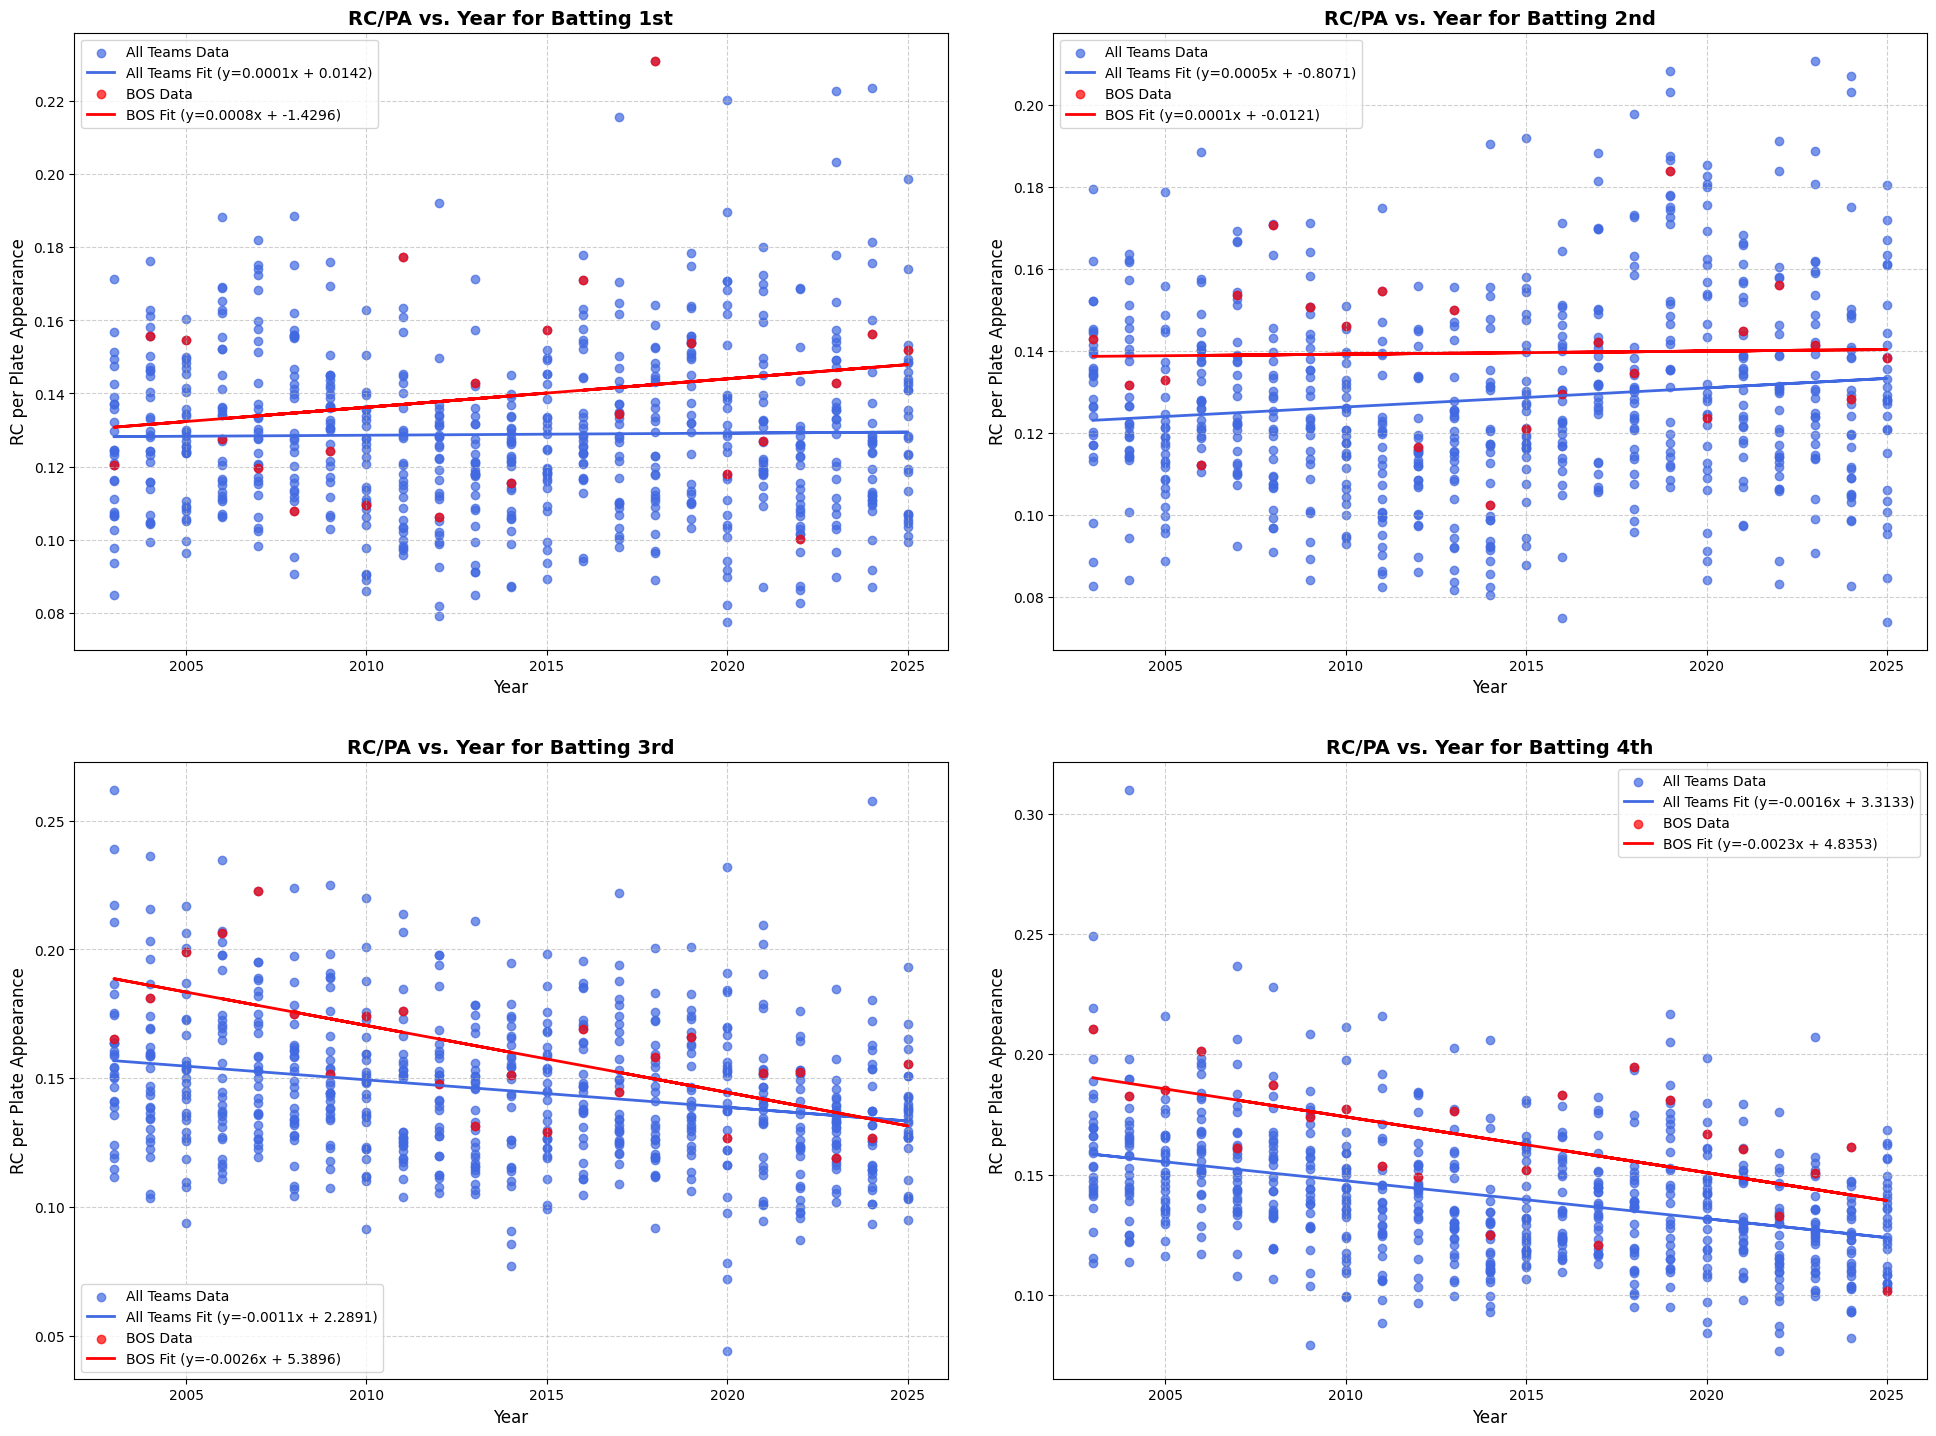 RC/PA vs. Year for Batting 1st
All Teams Data
All Teams Fit (y=0.0001x + 0.0142)
BOS Data
BOS Fit (y=0.0008x + -1.4296)
RC per Plate Appearance
0.22
0.20
0.18
0.16
0.14
0.12
0.10
0.08
2005
2010
2015
2020
2025
Year
RC/PA vs. Year for Batting 2nd
All Teams Data
All Teams Fit (y=0.0005x + -0.8071)
BOS Data
BOS Fit (y=0.0001x + -0.0121)
RC per Plate Appearance
0.20
0.18
0.16
0.14
0.12
0.10
0.08
2005
2010
2015
2020
2025
Year
RC/PA vs. Year for Batting 3rd
RC per Plate Appearance
0.25
0.20
0.15
0.10
0.05
All Teams Data
All Teams Fit (y=-0.0011x + 2.2891)
BOS Data
BOS Fit (y=-0.0026x + 5.3896)
2005
2010
2015
2020
2025
Year
RC/PA vs. Year for Batting 4th
All Teams Data
All Teams Fit (y=-0.0016x + 3.3133)
BOS Data
BOS Fit (y=-0.0023x + 4.8353)
RC per Plate Appearance
0.30
0.25
0.20
0.15
0.10
2005
2010
2015
2020
2025
Year